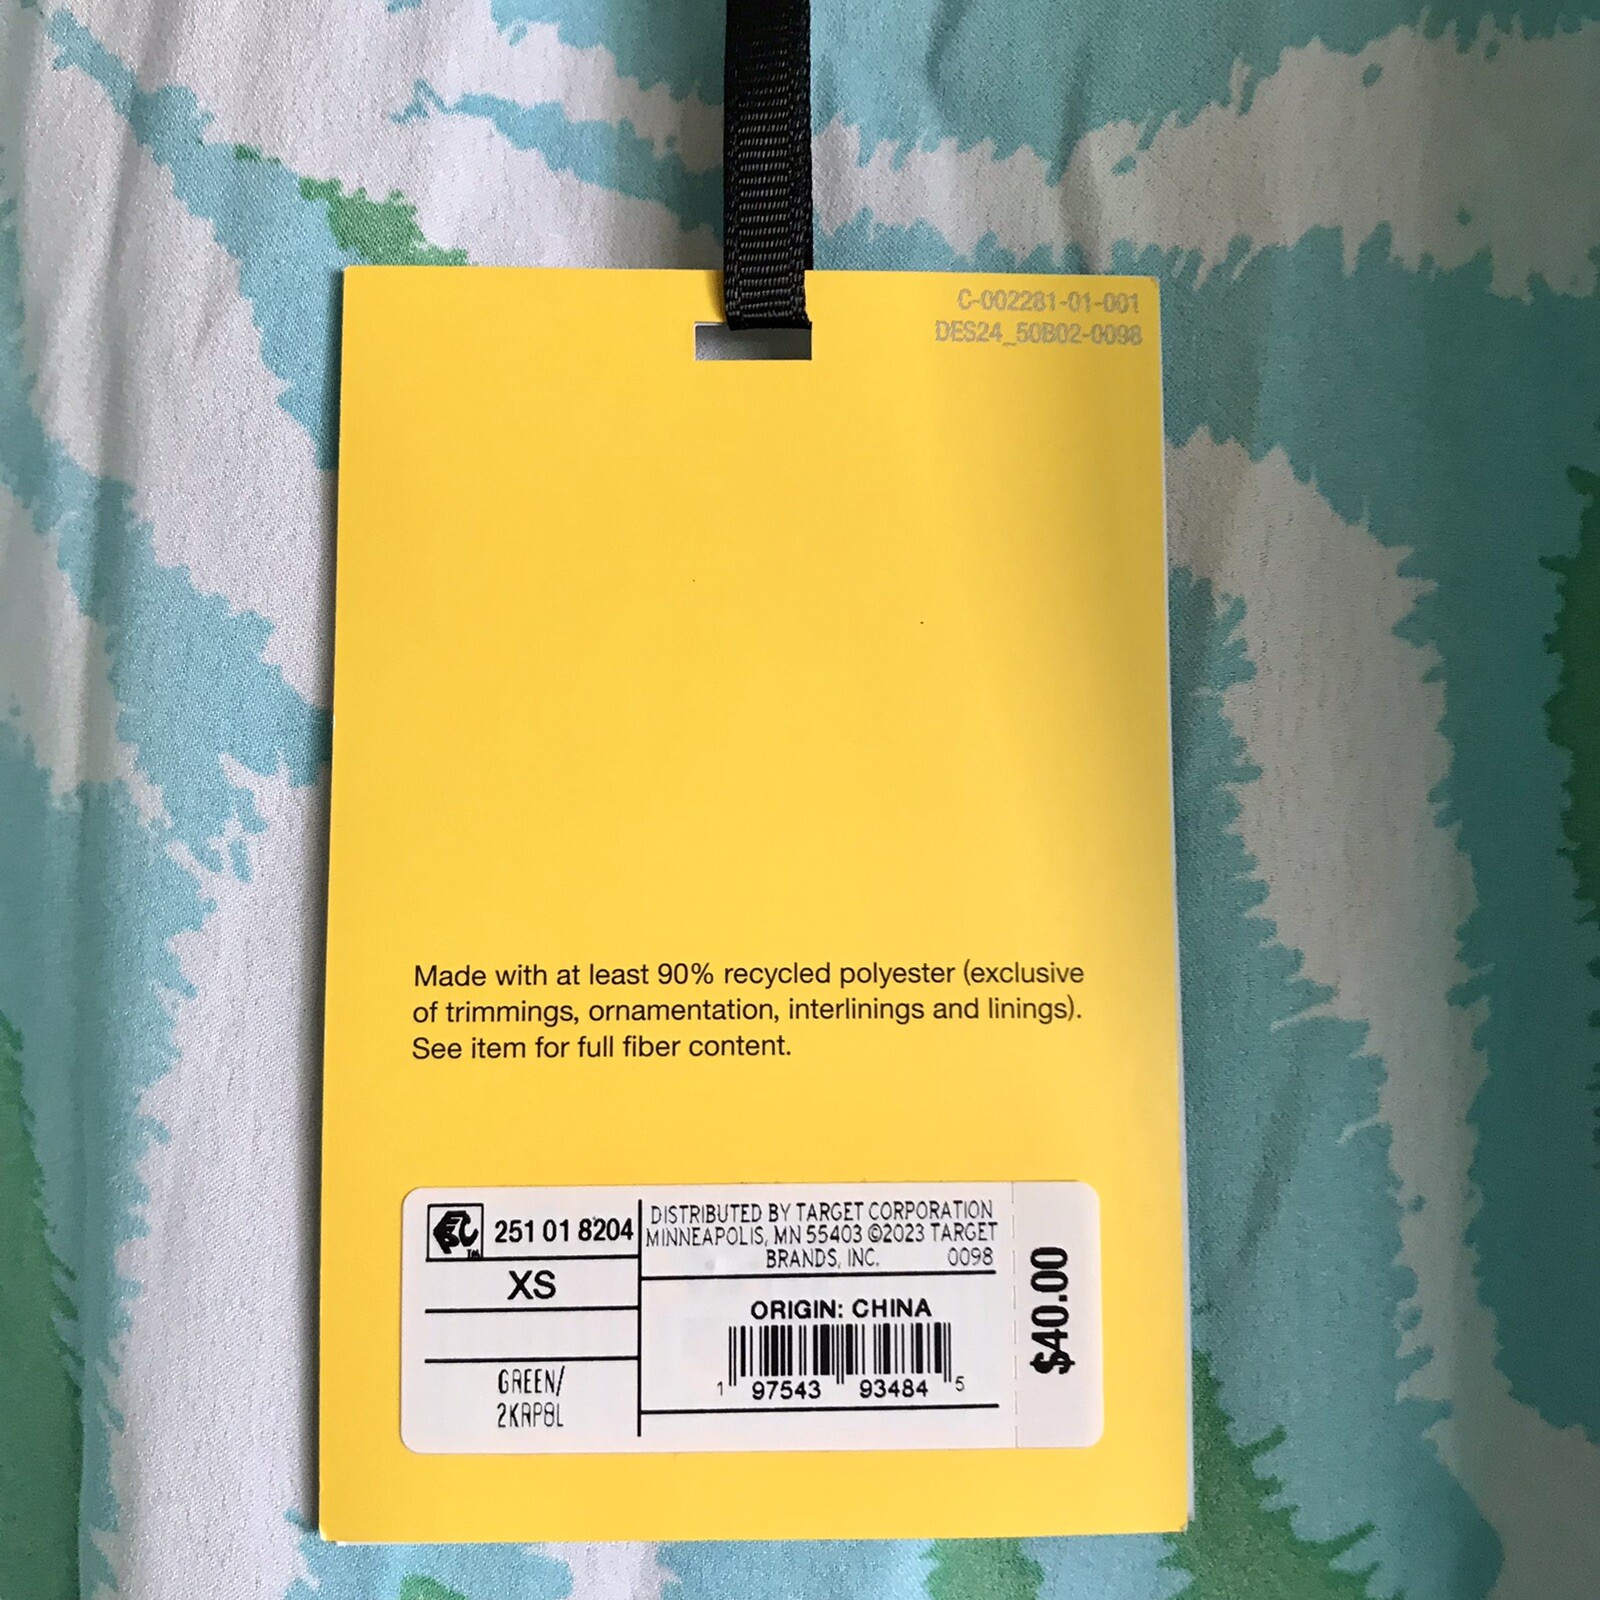 C-002281-01-001
DES24_50B02-0098
Made with at least 90% recycled polyester (exclusive
of trimmings, ornamentation, interlinings and linings).
See item for full fiber content.
251 01 8204
XS
GREEN/
2KRP8L
DISTRIBUTED BY TARGET CORPORATION
MINNEAPOLIS, MN 55403 ©2023 TARGET
BRANDS, INC. 0098
ORIGIN: CHINA
1 97543 93484 5
$40.00